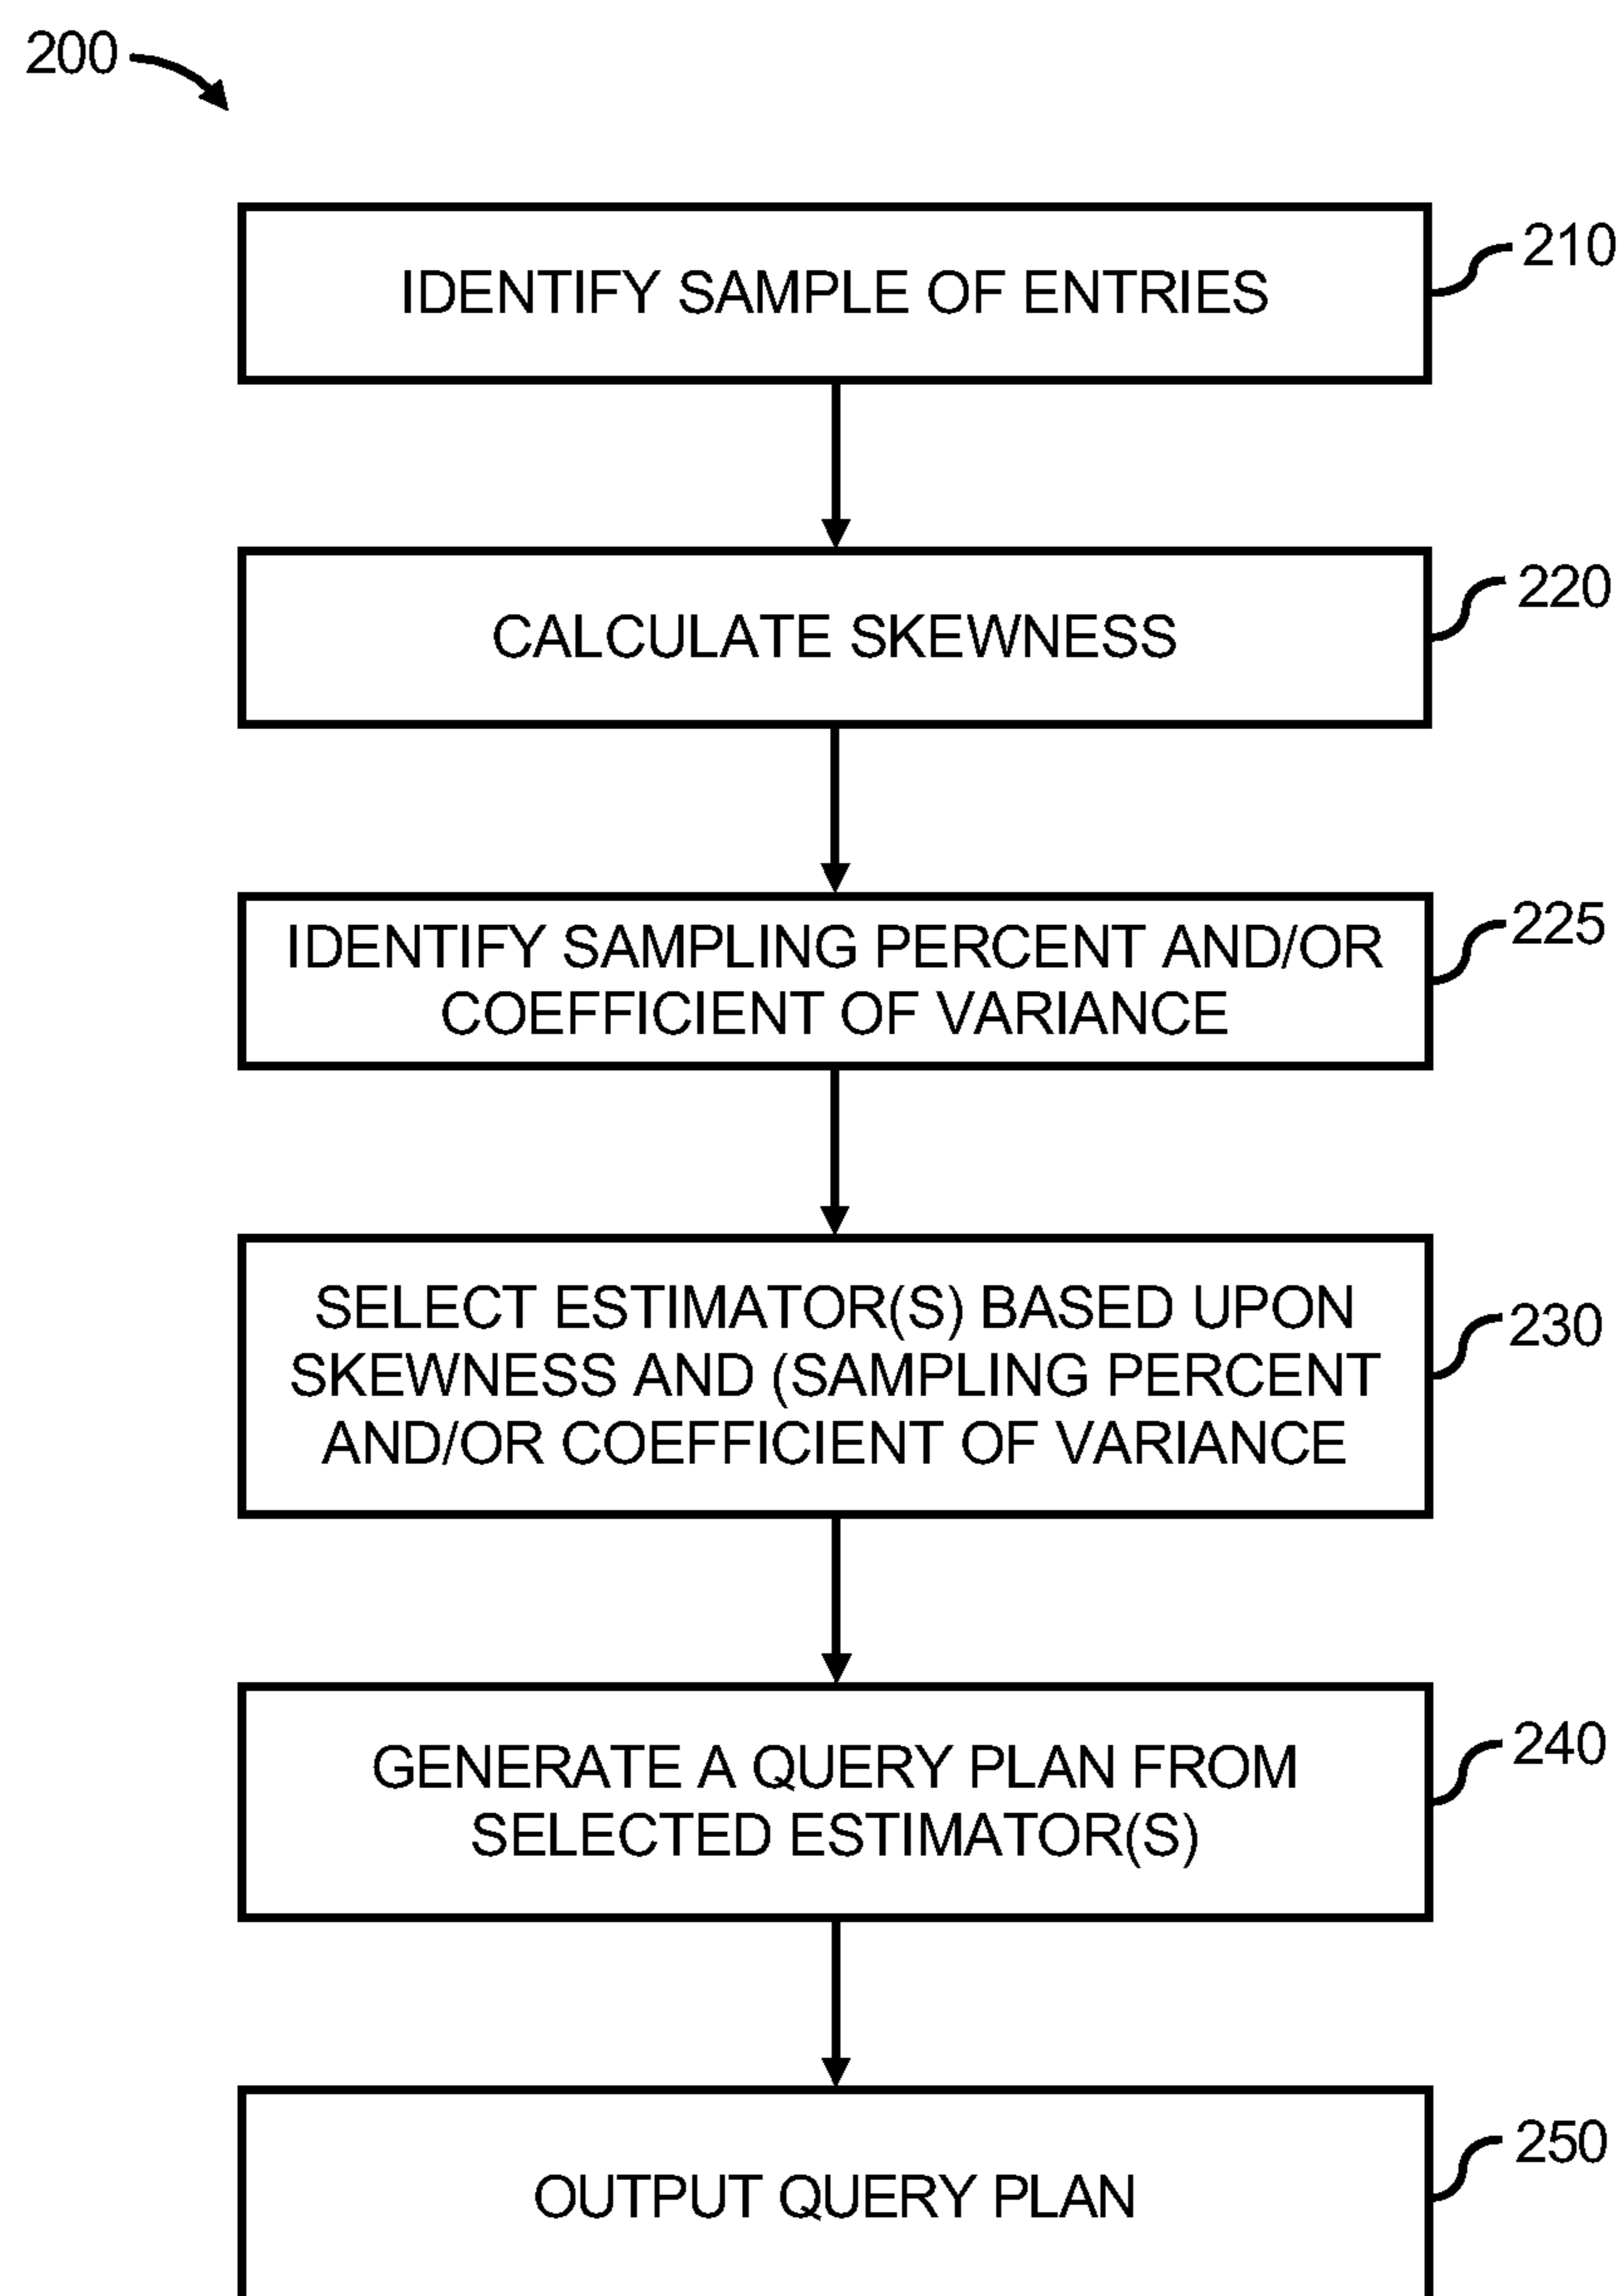 200
IDENTIFY SAMPLE OF ENTRIES
210
CALCULATE SKEWNESS
220
IDENTIFY SAMPLING PERCENT AND/OR
COEFFICIENT OF VARIANCE
225
SELECT ESTIMATOR(S) BASED UPON
SKEWNESS AND (SAMPLING PERCENT
AND/OR COEFFICIENT OF VARIANCE
230
GENERATE A QUERY PLAN FROM
SELECTED ESTIMATOR(S)
240
OUTPUT QUERY PLAN
250